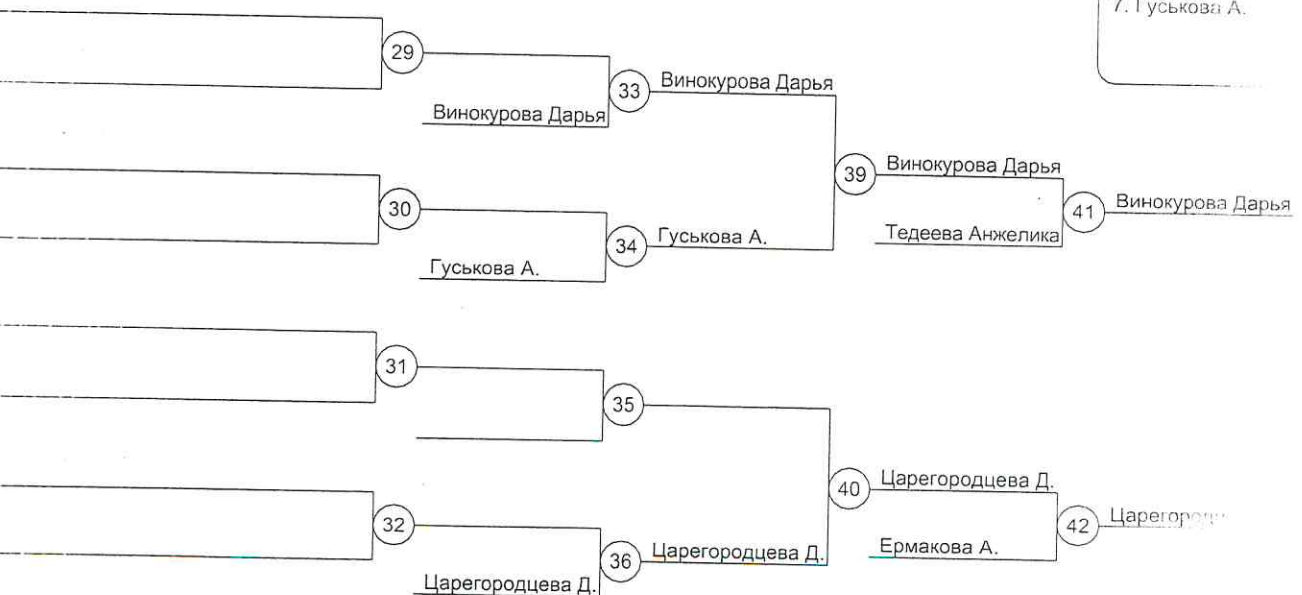 7. Гуськова А.
29
33
Винокурова Дарья
Винокурова Дарья
39
Винокурова Дарья
30
41
Винокурова Дарья
34
Гуськова А.
Тедеева Анжелика
Гуськова А.
31
35
40
Царегородцева Д.
32
42
36
Царегородцева Д.
Ермакова А.
Царегородцева Д.